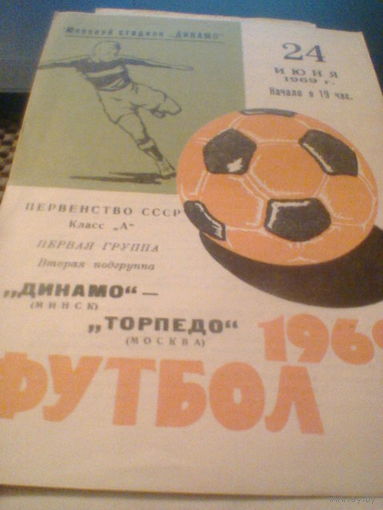 Минский стадион „ДИНАМО"
24
ИЮНЯ
1969 г.
Начало в 19 час.
ПЕРВЕНСТВО СССР
Класс „А"
ПЕРВАЯ ГРУППА
Вторая подгруппа
„ДИНАМО" —
(МИНСК)
„ТОРПЕДО"
(МОСКВА)
1969
ФУТБОЛ